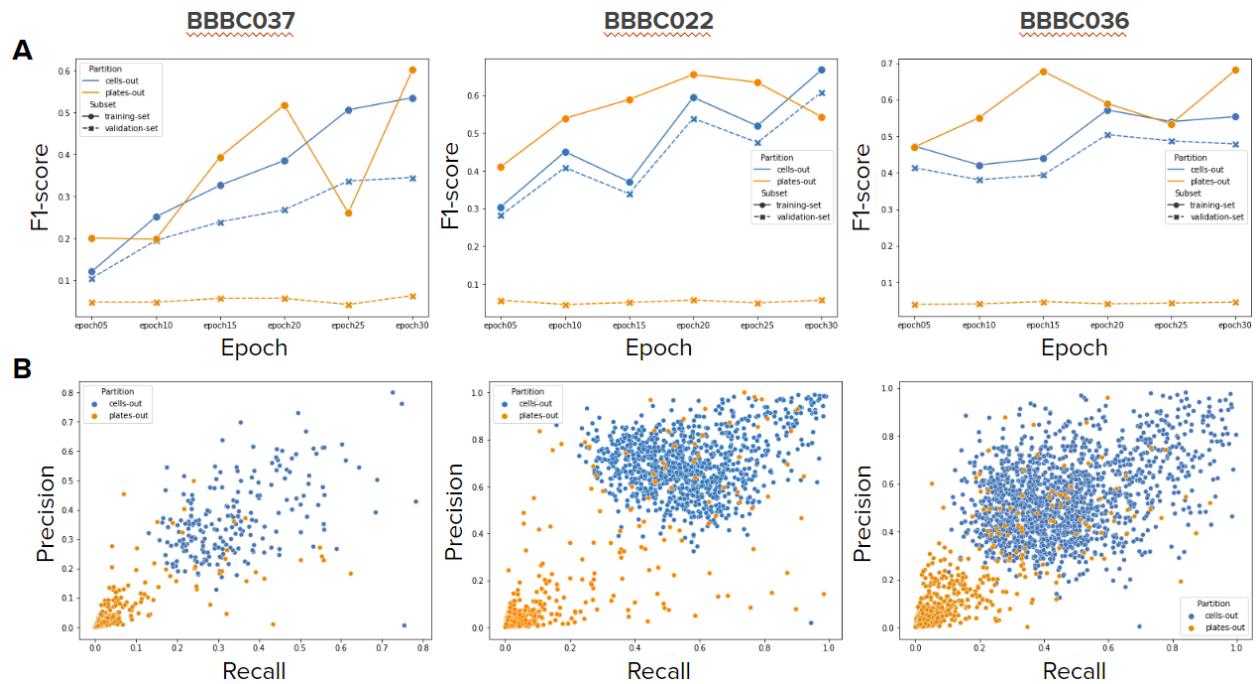 BBBC037 BBBC022 BBBC036
A
F1-score
0.6
0.5
0.4
0.3
0.2
0.1
Partition
cells-out
plates-out
Subset
training-set
validation-set
epoch05 epoch10 epoch15 epoch20 epoch25 epoch30
Epoch
F1-score
0.6
0.5
0.4
0.3
0.2
0.1
Partition
cells-out
plates-out
Subset
training-set
validation-set
epoch05 epoch10 epoch15 epoch20 epoch25 epoch30
Epoch
F1-score
0.7
0.6
0.5
0.4
0.3
0.2
0.1
Partition
cells-out
plates-out
Subset
training-set
validation-set
epoch05 epoch10 epoch15 epoch20 epoch25 epoch30
Epoch
B
Precision
0.8
0.7
0.6
0.5
0.4
0.3
0.2
0.1
0.0
Partition
cells-out
plates-out
0.0 0.1 0.2 0.3 0.4 0.5 0.6 0.7 0.8
Recall
Precision
1.0
0.8
0.6
0.4
0.2
0.0
Partition
cells-out
plates-out
0.0 0.2 0.4 0.6 0.8 1.0
Recall
Precision
1.0
0.8
0.6
0.4
0.2
0.0
Partition
cells-out
plates-out
0.0 0.2 0.4 0.6 0.8 1.0
Recall